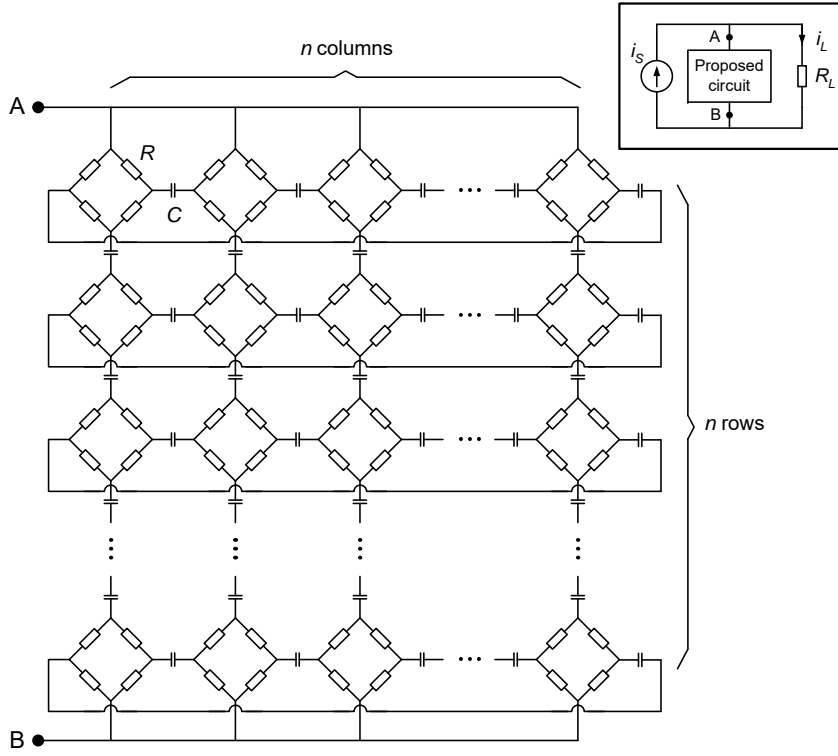 n columns
A
R
C
n rows
B
A
i_S
Proposed
circuit
B
i_L
R_L